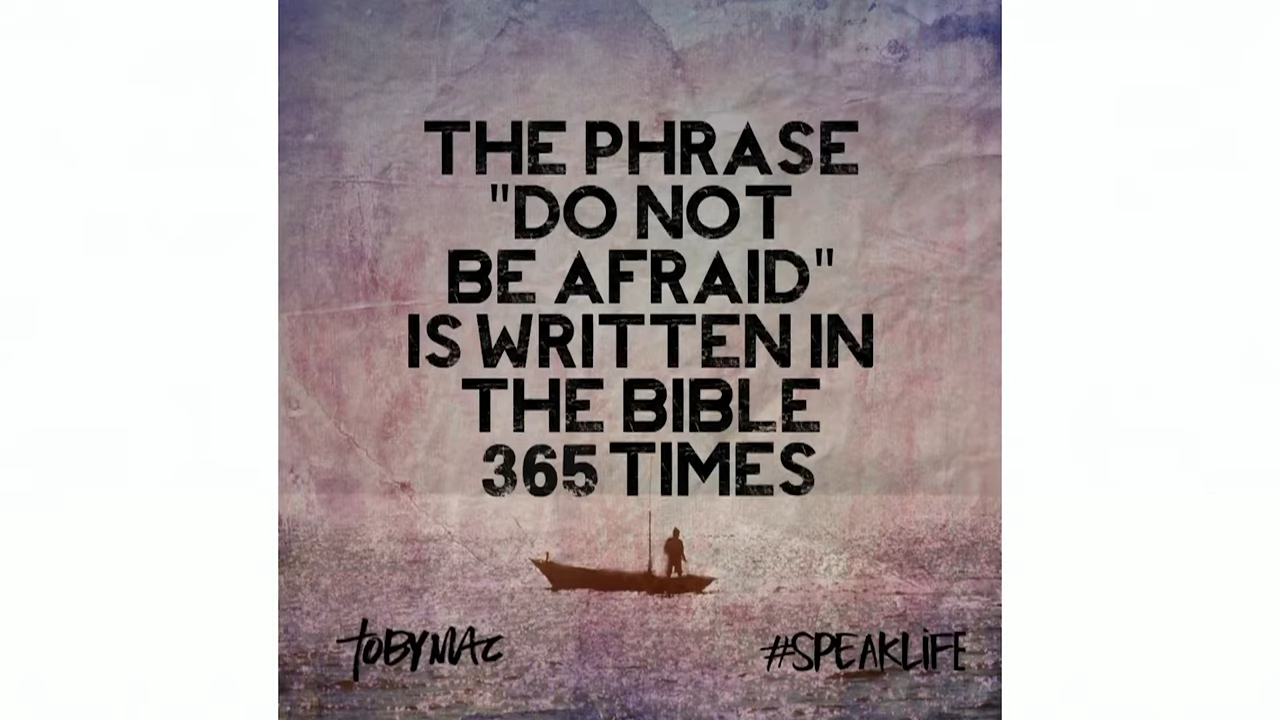 THE PHRASE
"DO NOT
BE AFRAID"
IS WRITTEN IN
THE BIBLE
365 TIMES
TOBYMAC
#SPEAKLIFE